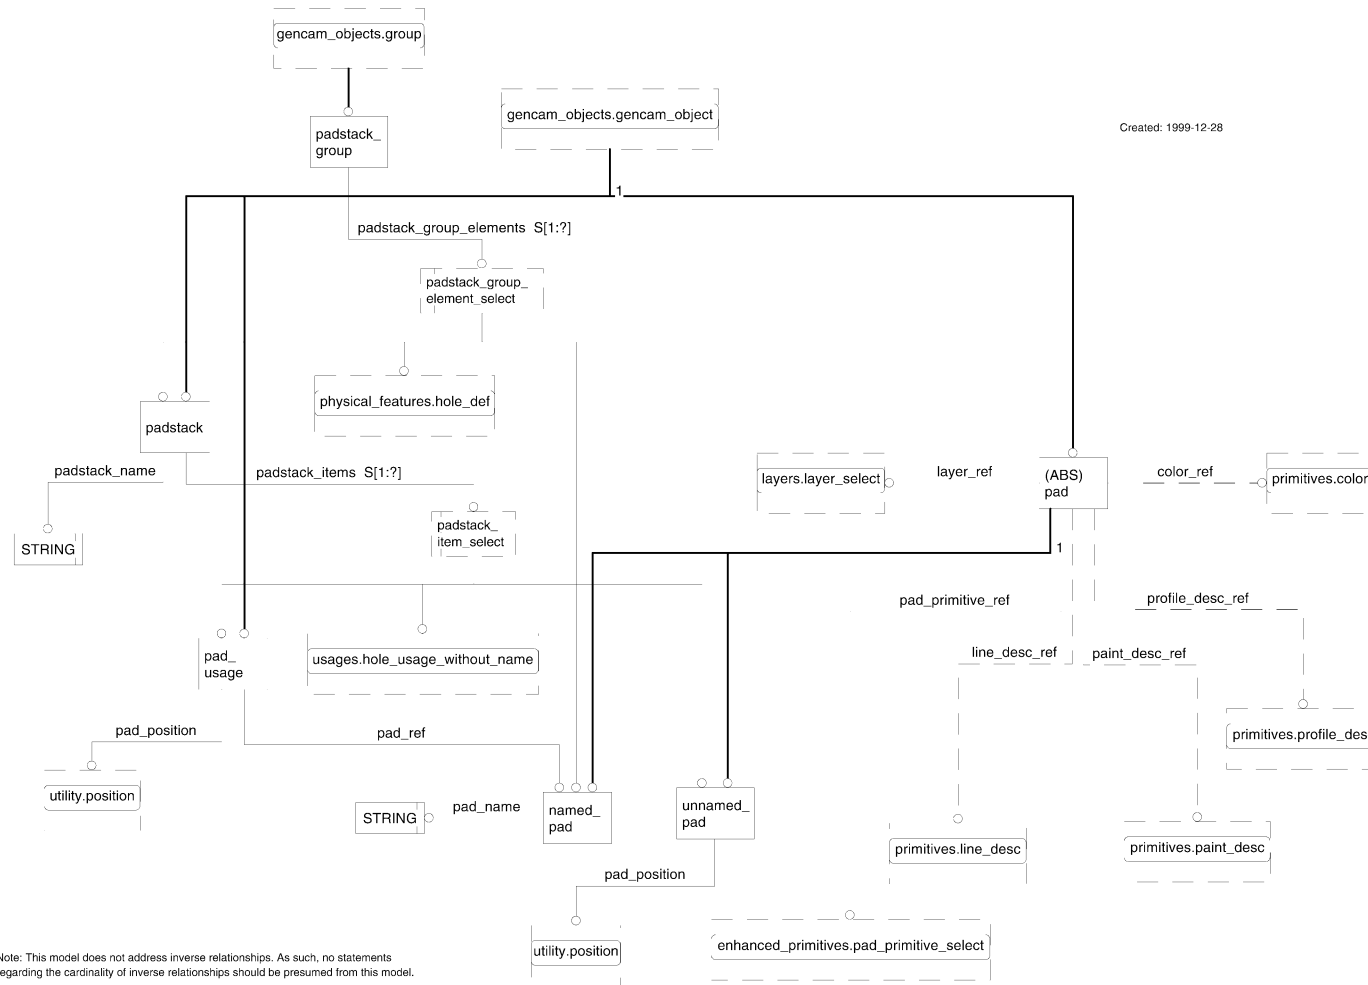 gencam_objects.group
gencam_objects.gencam_object
Created: 1999-12-28
padstack_
group
1
padstack_group_elements S[1:?]
padstack_group_
element_select
physical_features.hole_def
padstack
padstack_name
padstack_items S[1:?]
layers.layer_select
layer_ref
(ABS)
pad
color_ref
primitives.color
STRING
padstack_
item_select
1
pad_primitive_ref
profile_desc_ref
pad_
usage
usages.hole_usage_without_name
line_desc_ref
paint_desc_ref
pad_position
pad_ref
primitives.profile_des
utility.position
STRING
pad_name
named_
pad
unnamed_
pad
primitives.line_desc
primitives.paint_desc
pad_position
utility.position
enhanced_primitives.pad_primitive_select
Note: This model does not address inverse relationships. As such, no statements
egarding the cardinality of inverse relationships should be presumed from this model.